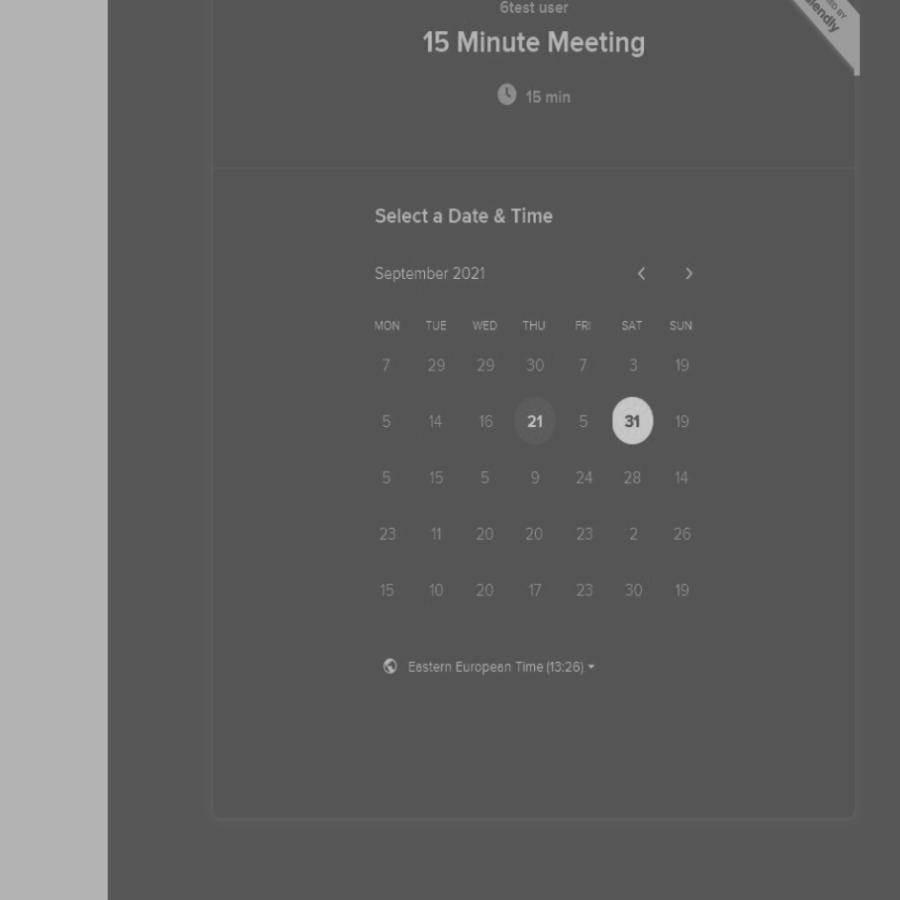 6test user
15 Minute Meeting
15 min
Select a Date & Time
September 2021
MON TUE WED THU FRI SAT SUN
7 29 29 30 7 3 19
5 14 16 21 5 31 19
5 15 5 9 24 28 14
23 11 20 20 23 2 26
15 10 20 17 23 30 19
Eastern European Time (13:26)